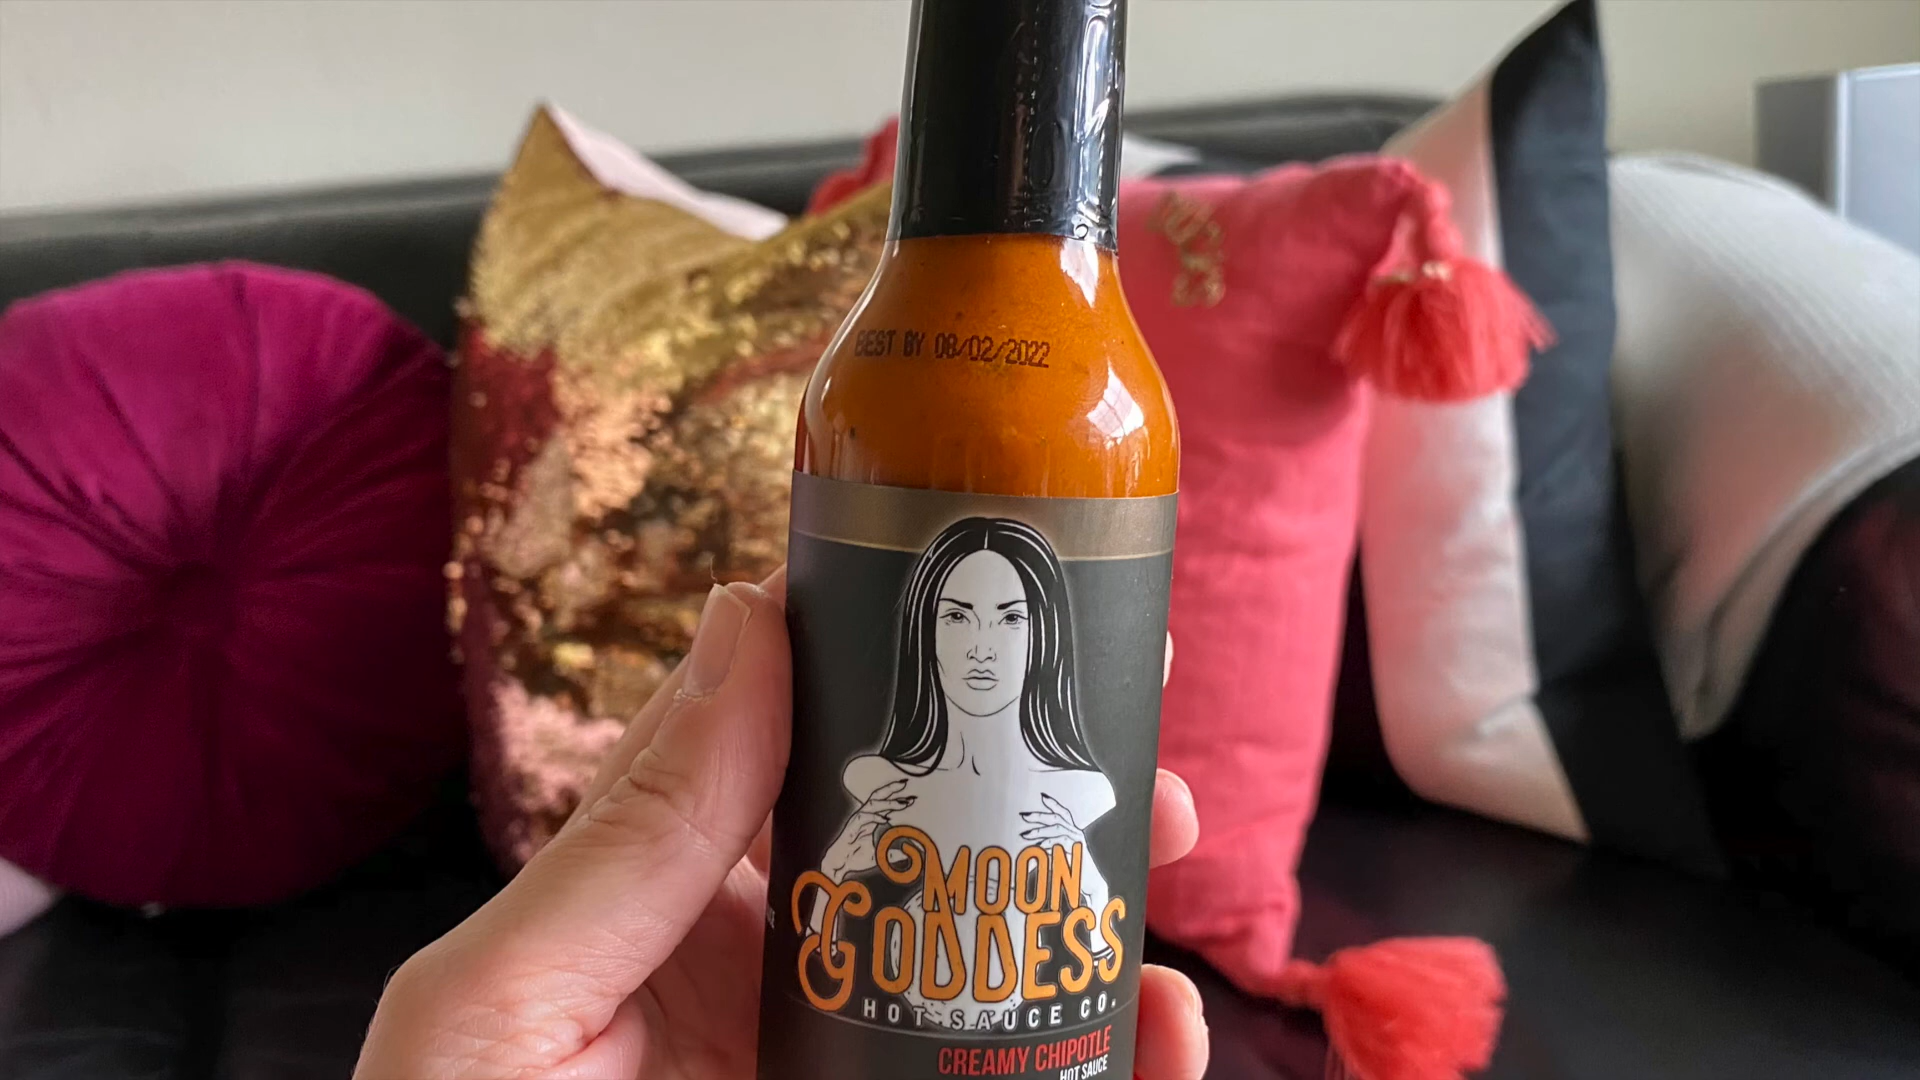 BEST BY 08/02/2022
MOON
GODDESS
HOT SAUCE CO.
CREAMY CHIPOTLE
HOT SAUCE